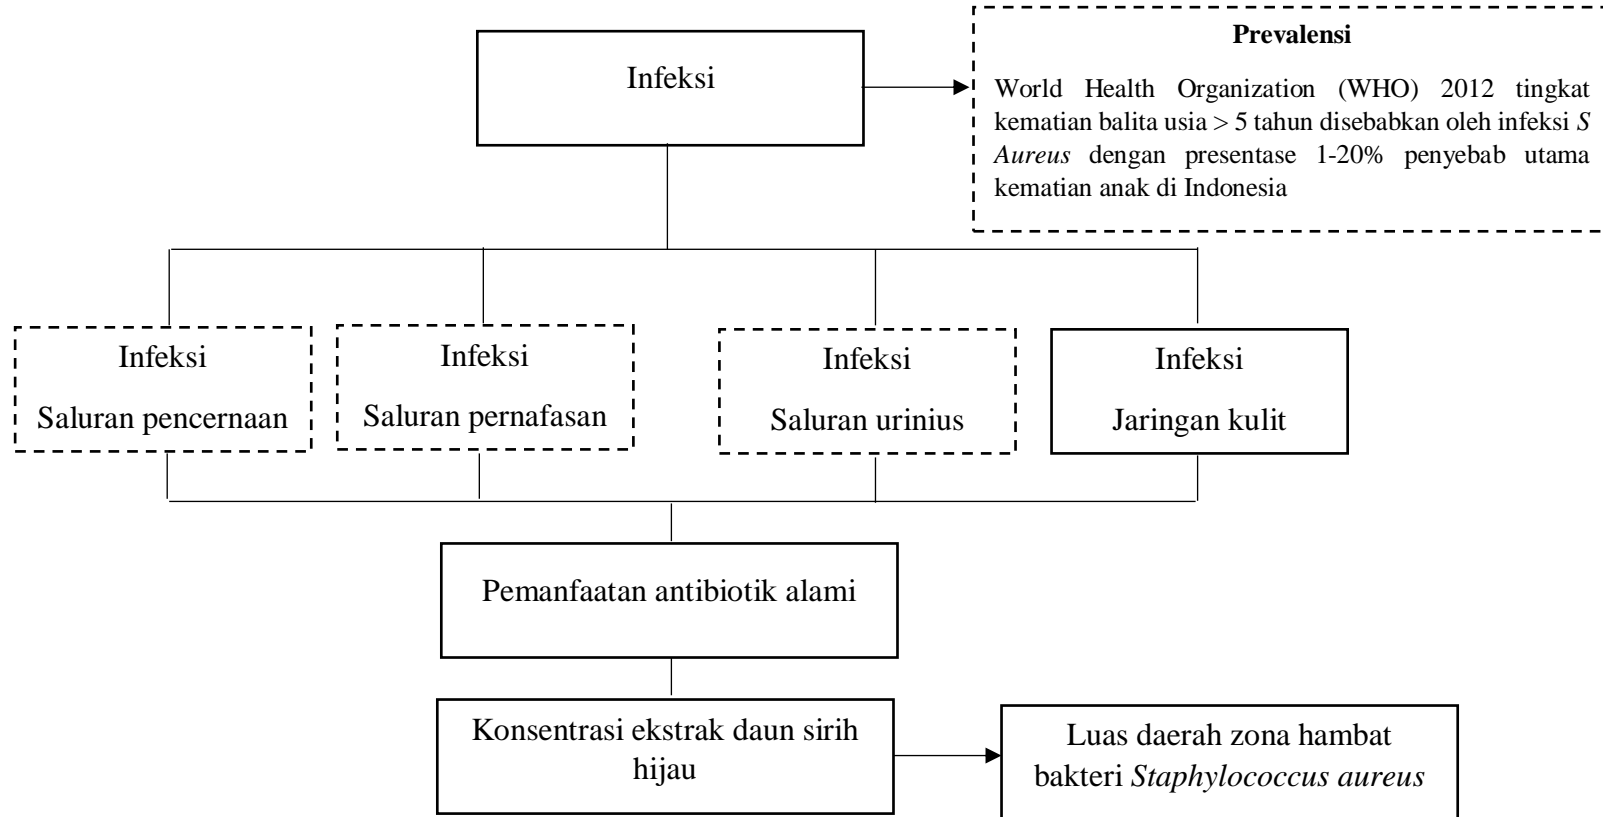 Infeksi
Prevalensi
World Health Organization (WHO) 2012 tingkat
kematian balita usia > 5 tahun disebabkan oleh infeksi S
Aureus dengan presentase 1-20% penyebab utama
kematian anak di Indonesia
Infeksi
Saluran pencernaan
Infeksi
Saluran pernafasan
Infeksi
Saluran urinius
Infeksi
Jaringan kulit
Pemanfaatan antibiotik alami
Konsentrasi ekstrak daun sirih
hijau
Luas daerah zona hambat
bakteri Staphylococcus aureus